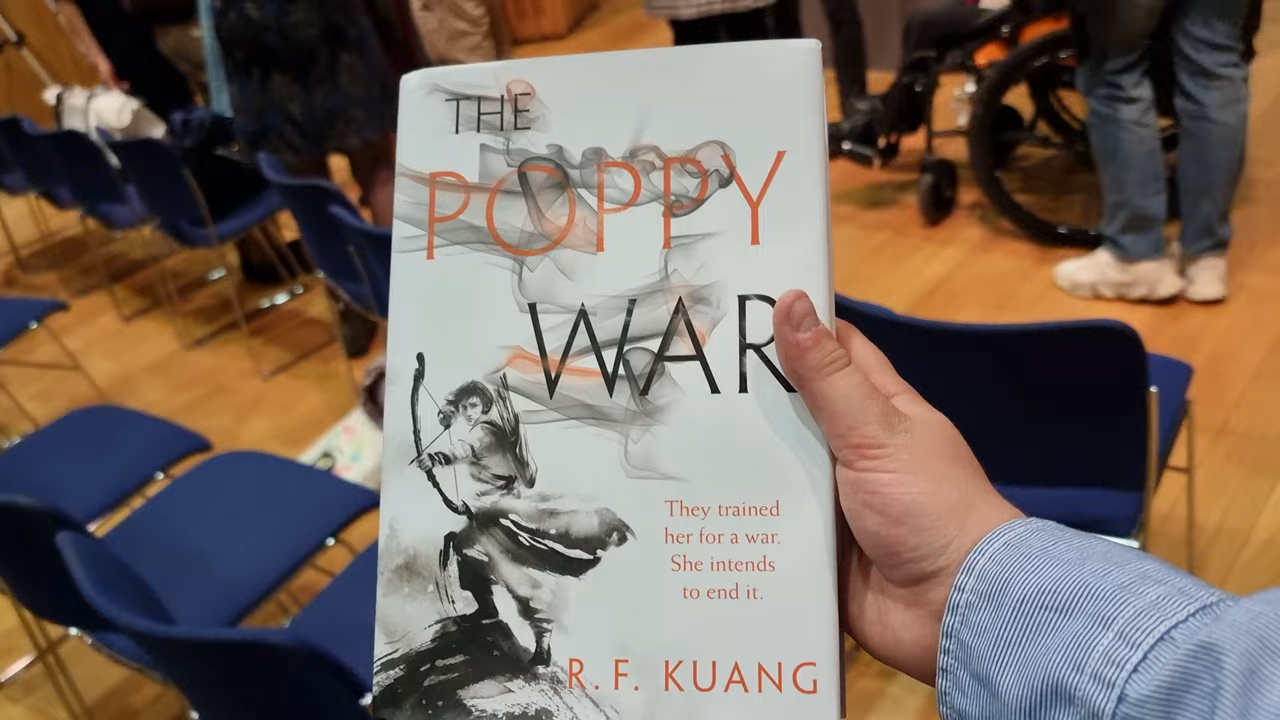 THE
POPPY
WAR
They trained
her for a war.
She intends
to end it.
R. F. KUANG